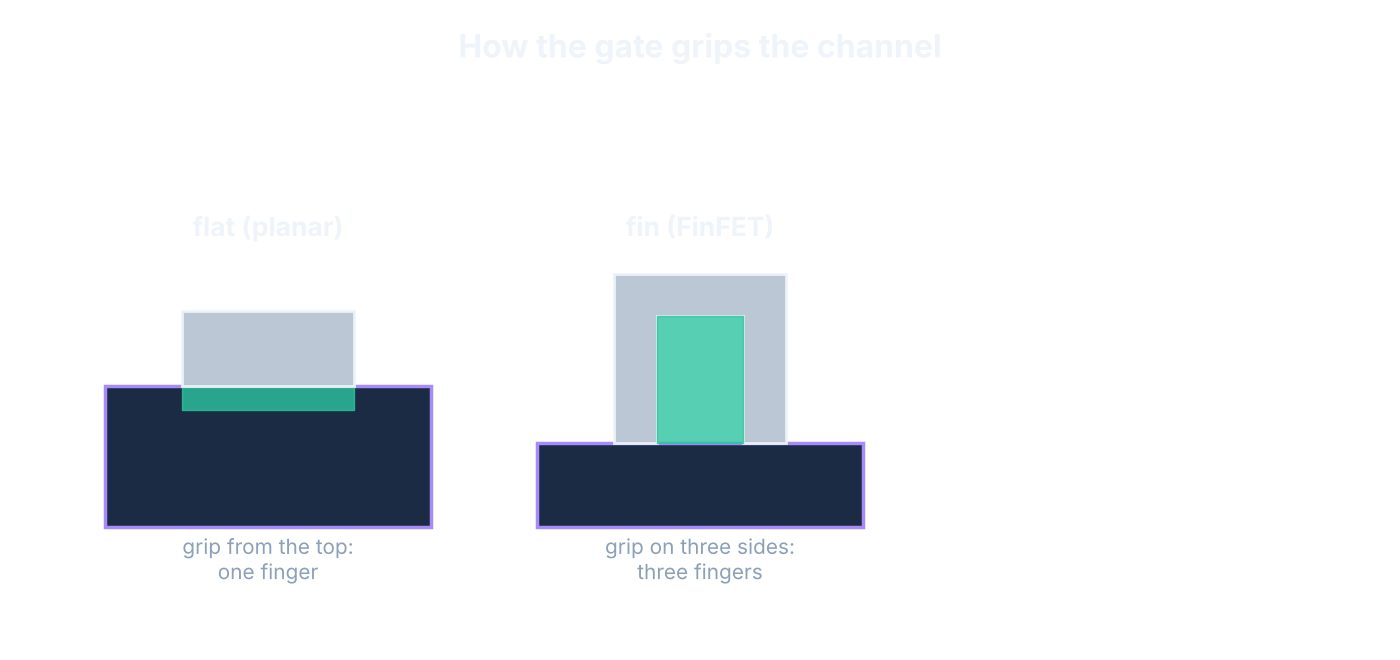 How the gate grips the channel
flat (planar)
fin (FinFET)
grip from the top:
one finger
grip on three sides:
three fingers